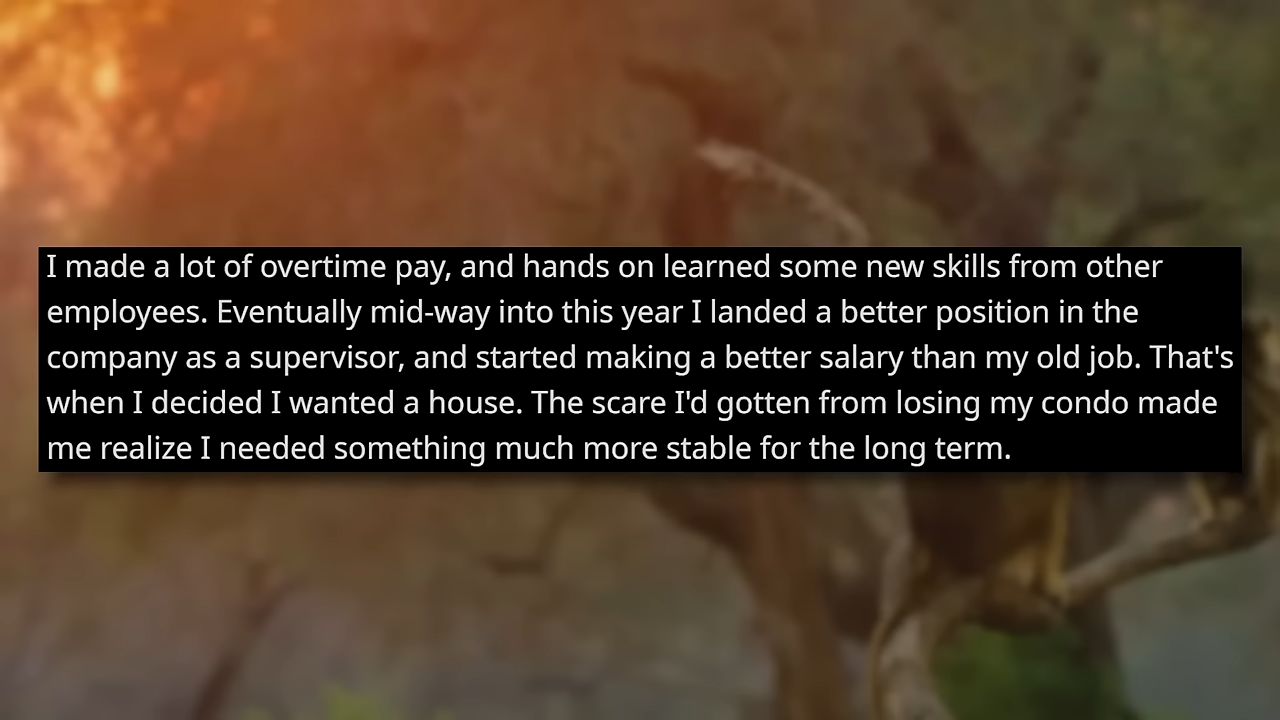 I made a lot of overtime pay, and hands on learned some new skills from other
employees. Eventually mid-way into this year I landed a better position in the
company as a supervisor, and started making a better salary than my old job. That's
when I decided I wanted a house. The scare I'd gotten from losing my condo made
me realize I needed something much more stable for the long term.